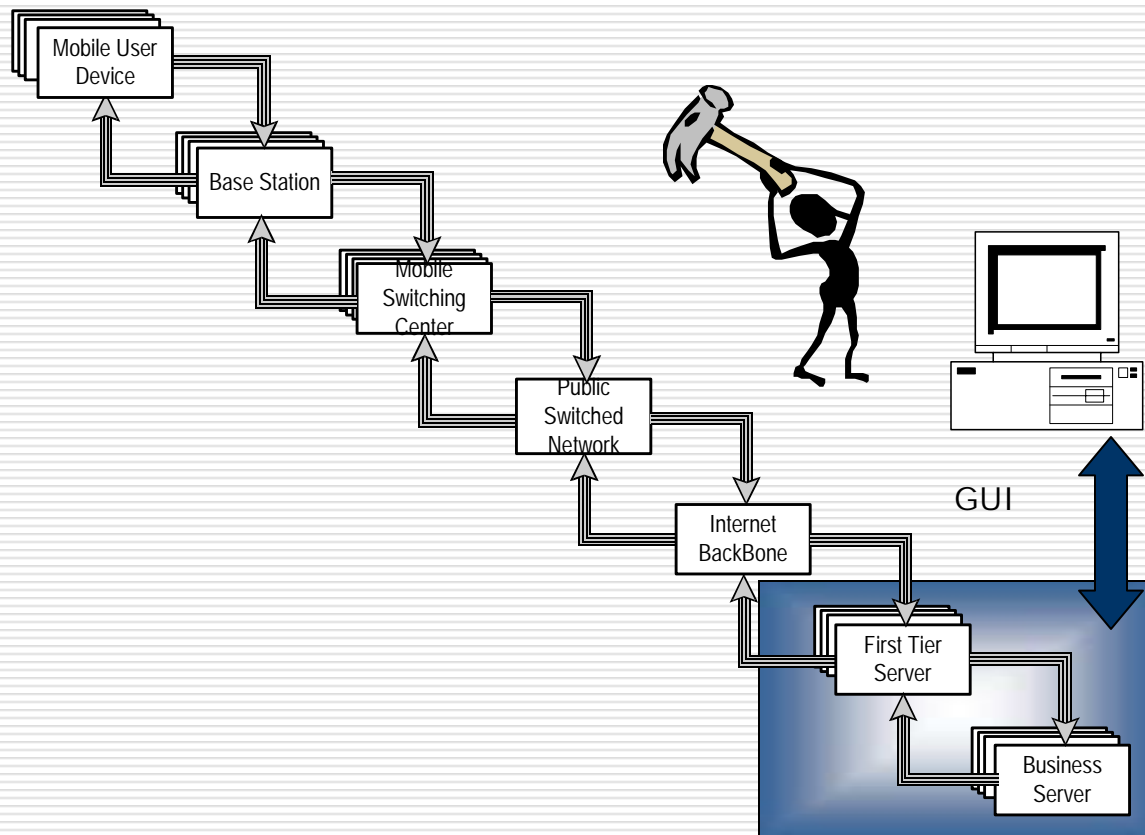 Mobile User
Device
Base Station
Mobile
Switching
Center
Public
Switched
Network
GUI
Internet
BackBone
First Tier
Server
Business
Server